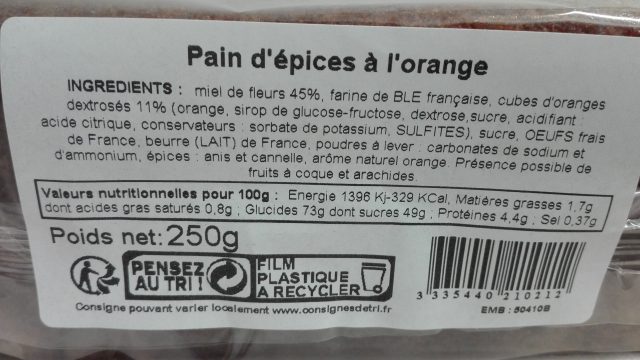 Pain d'épices à l'orange
INGREDIENTS : miel de fleurs 45%, farine de BLE française, cubes d'oranges
dextrosés 11% (orange, sirop de glucose-fructose, dextrose,sucre, acidifiant :
acide citrique, conservateurs : sorbate de potassium, SULFITES), sucre, OEUFS frais
de France, beurre (LAIT) de France, poudres à lever : carbonates de sodium et
d'ammonium, épices : anis et cannelle, arôme naturel orange. Présence possible de
fruits à coque et arachides.
Valeurs nutritionnelles pour 100g : Energie 1396 Kj-329 KCal, Matières grasses 1,7g
dont acides gras saturés 0,8g ; Glucides 73g dont sucres 49g ; Protéines 4,4g ; Sel 0,37g
Poids net:250g
PENSEZ
AU TRI !
FILM
PLASTIQUE
A RECYCLER
3 335440 210212
Consigne pouvant varier localement www.consignesdetri.fr
EMB : 50410B